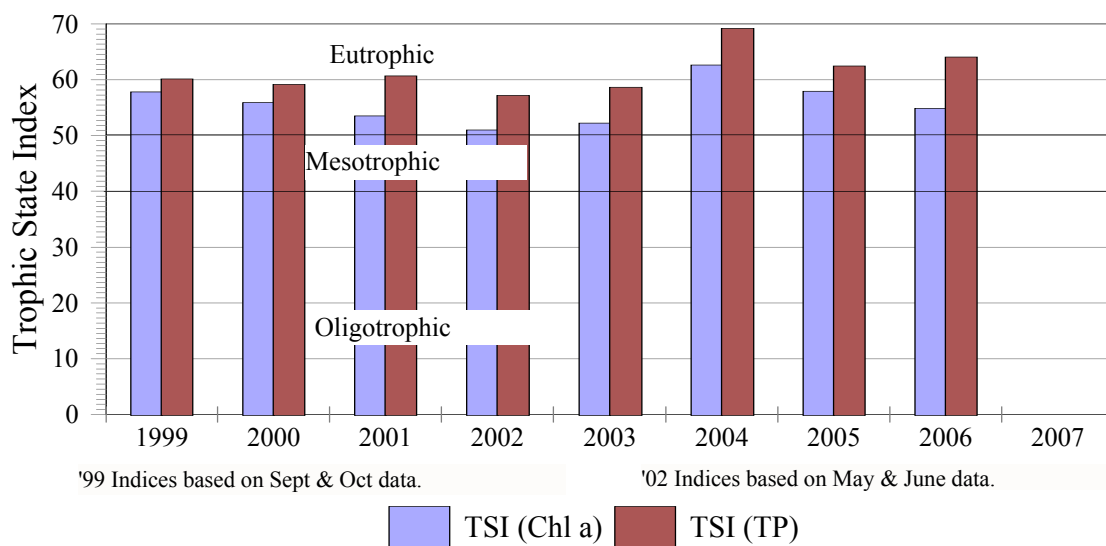 Trophic State Index
70
60
50
40
30
20
10
0
Eutrophic
Mesotrophic
Oligotrophic
1999 2000 2001 2002 2003 2004 2005 2006 2007
'99 Indices based on Sept & Oct data. '02 Indices based on May & June data.
TSI (Chl a) TSI (TP)